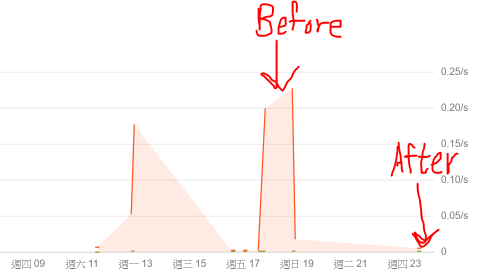 Before
0.25/s
0.20/s
0.15/s
After
0.10/s
0.05/s
0
週四 09 週六 11 週一 13 週三 15 週五 17 週日 19 週二 21 週四 23